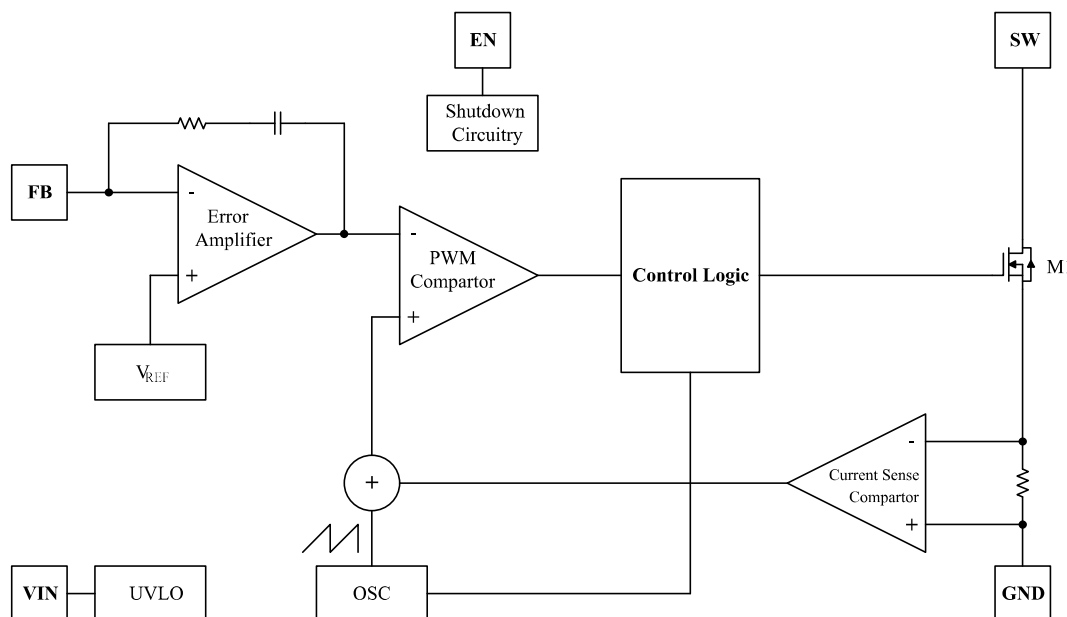 EN
SW
Shutdown
Circuitry
FB
-
Error
Amplifier
+
-
PWM
Compartor
+
Control Logic
M1
VREF
-
Current Sense
Compartor
+
+
VIN
UVLO
OSC
GND